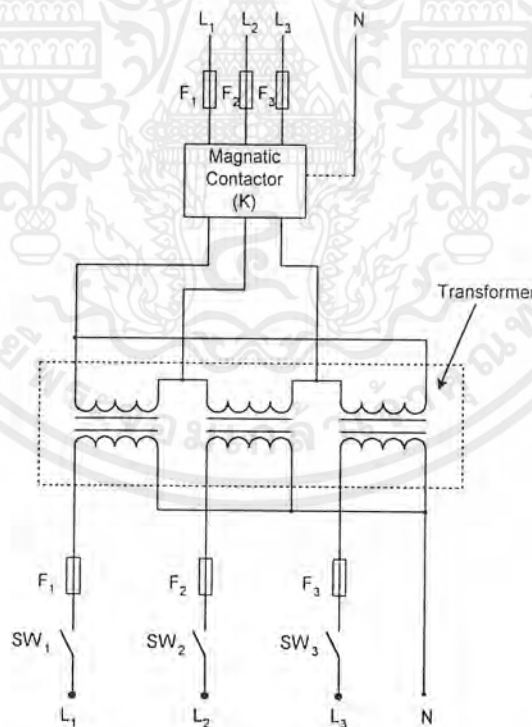 L1 L2 L3 N
F1 F2 F3
Magnatic
Contactor
(K)
Transformer
F1 F2 F3
SW1 SW2 SW3
L1 L2 L3 N